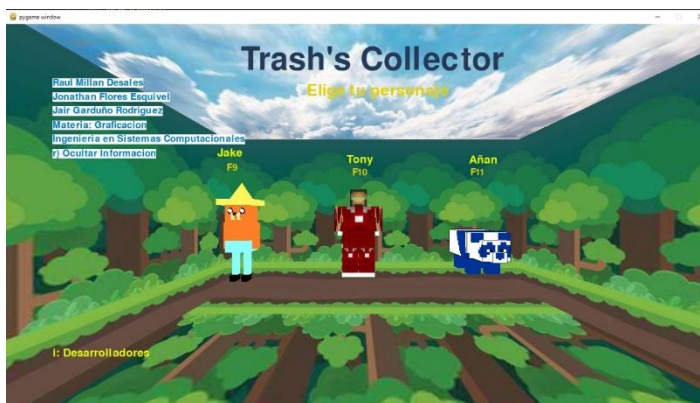 pygame window
Trash's Collector
Elige tu personaje
Raul Millan Desales
Jonathan Flores Esquivel
Jair Garduño Rodriguez
Materia: Graficacion
Ingenieria en Sistemas Computacionales
r) Ocultar Informacion
Jake
F9
Tony
F10
Añan
F11
i: Desarrolladores